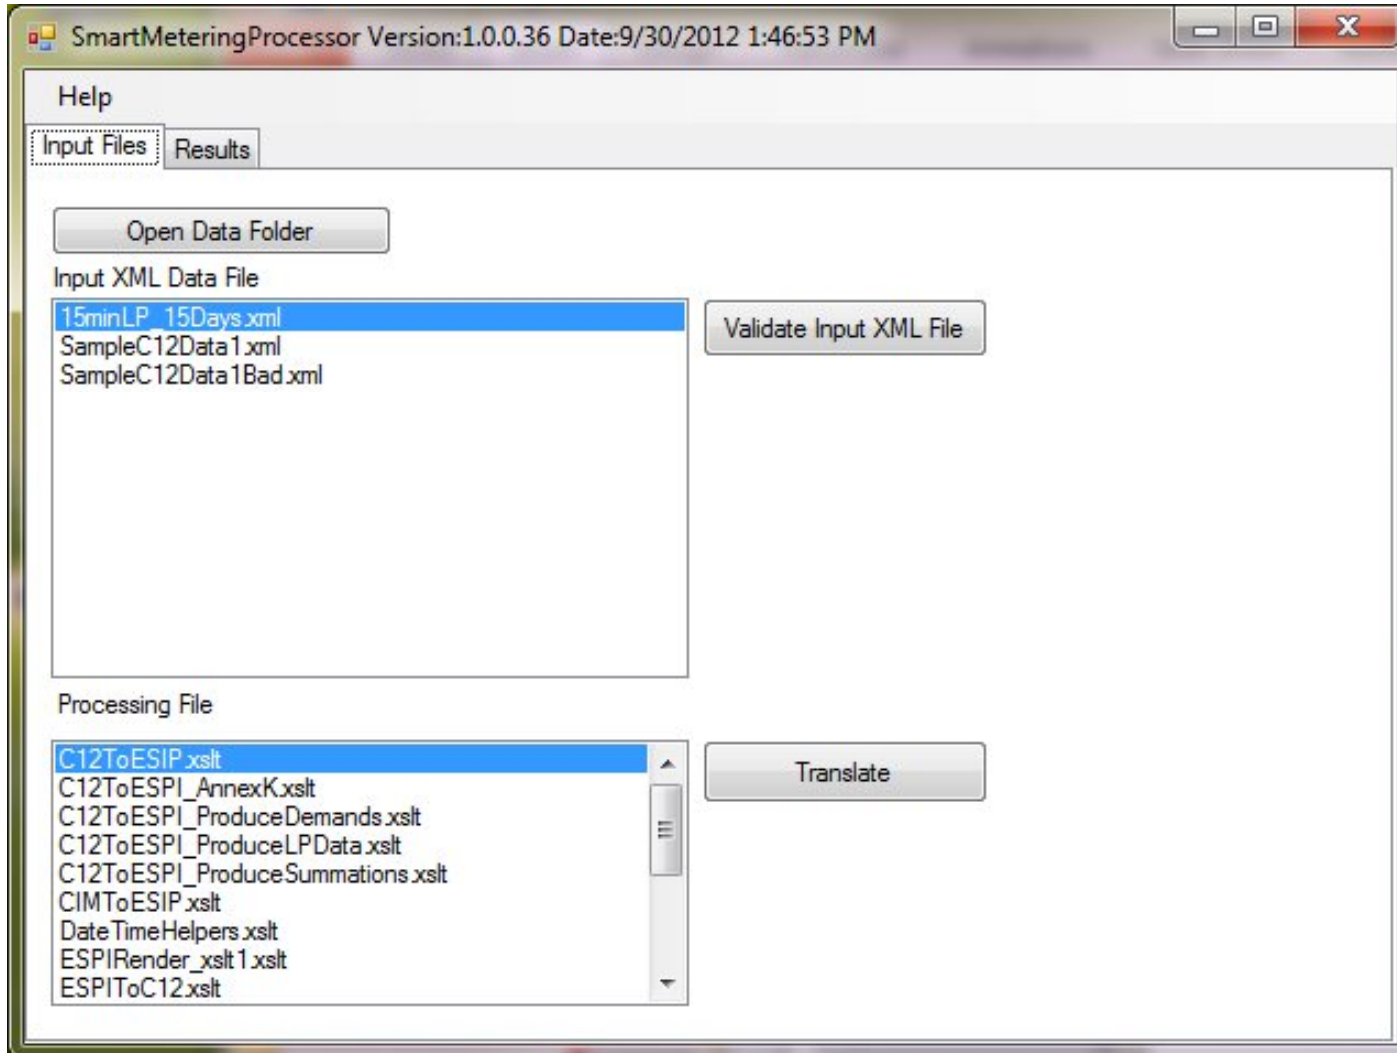 SmartMeteringProcessor Version:1.0.0.36 Date:9/30/2012 1:46:53 PM
Help
Input Files Results
Open Data Folder
Input XML Data File
15minLP_15Days.xml
SampleC12Data1.xml
SampleC12Data1Bad.xml
Validate Input XML File
Processing File
C12ToESIP.xslt
C12ToESPI_AnnexK.xslt
C12ToESPI_ProduceDemands.xslt
C12ToESPI_ProduceLPData.xslt
C12ToESPI_ProduceSummations.xslt
CIMToESIP.xslt
DateTimeHelpers.xslt
ESPIRender_xslt1.xslt
ESPIToC12.xslt
Translate